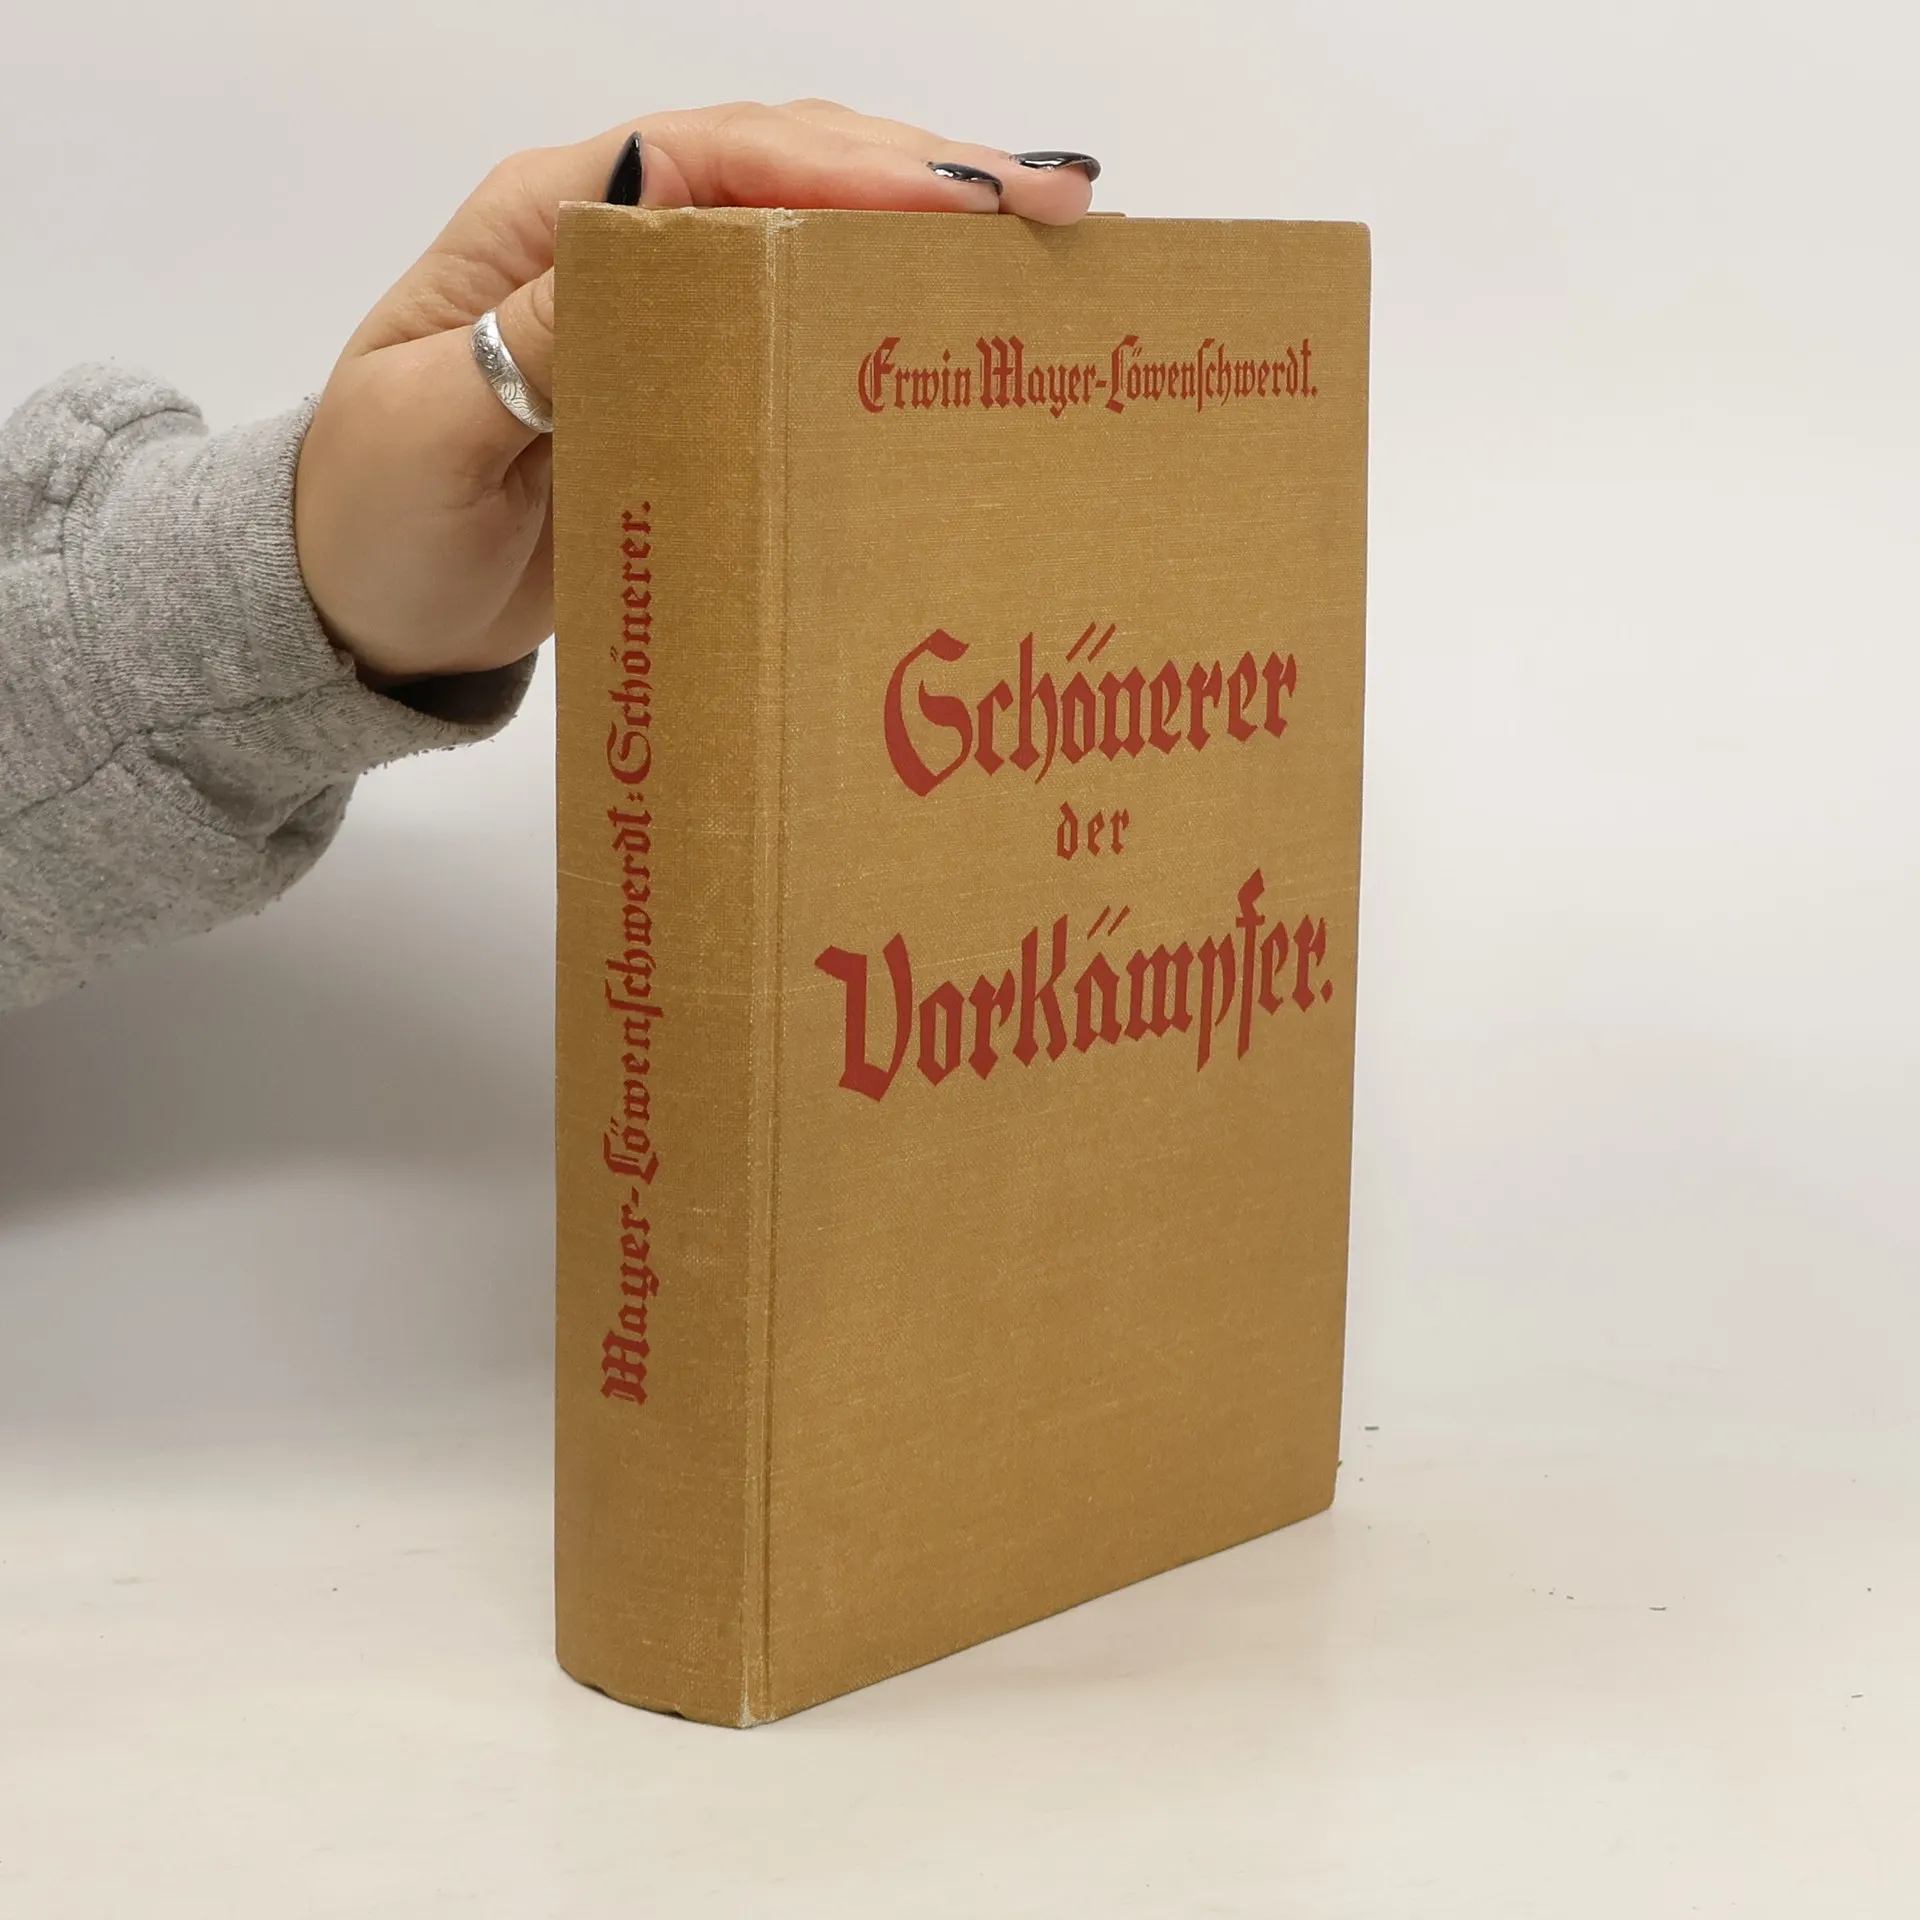 Erwin Mayer-Löwenſchwerdt.
Schönerer
der
Vorkämpfer.
Mayer-Löwenſchwerdt: Schönerer.